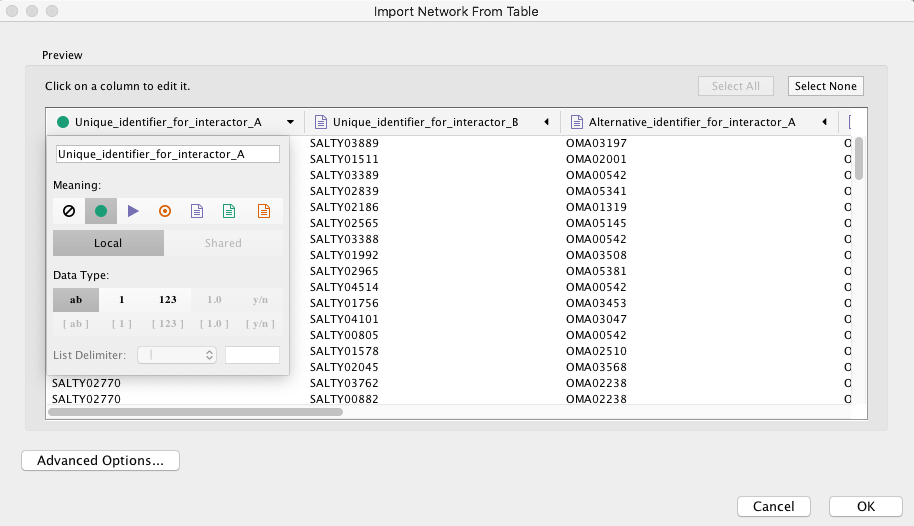 Import Network From Table
Preview
Click on a column to edit it.
Select All
Select None
Unique_identifier_for_interactor_A
Unique_identifier_for_interactor_B
Alternative_identifier_for_interactor_A
Unique_identifier_for_interactor_A
Meaning:
Local
Shared
Data Type:
ab
1
123
1.0
y/n
[ ab ]
[ 1 ]
[ 123 ]
[ 1.0 ]
[ y/n ]
List Delimiter:
|
SALTY03889 OMA03197 O
SALTY01511 OMA02001 O
SALTY03389 OMA00542 O
SALTY02839 OMA05341 O
SALTY02186 OMA01319 O
SALTY02565 OMA05145 O
SALTY03388 OMA00542 O
SALTY01992 OMA03508 O
SALTY02965 OMA05381 O
SALTY04514 OMA00542 O
SALTY01756 OMA03453 O
SALTY04101 OMA03047 O
SALTY00805 OMA00542 O
SALTY01578 OMA02510 O
SALTY02045 OMA03568 O
SALTY02770 SALTY03762 OMA02238 O
SALTY02770 SALTY00882 OMA02238 O
Advanced Options...
Cancel
OK